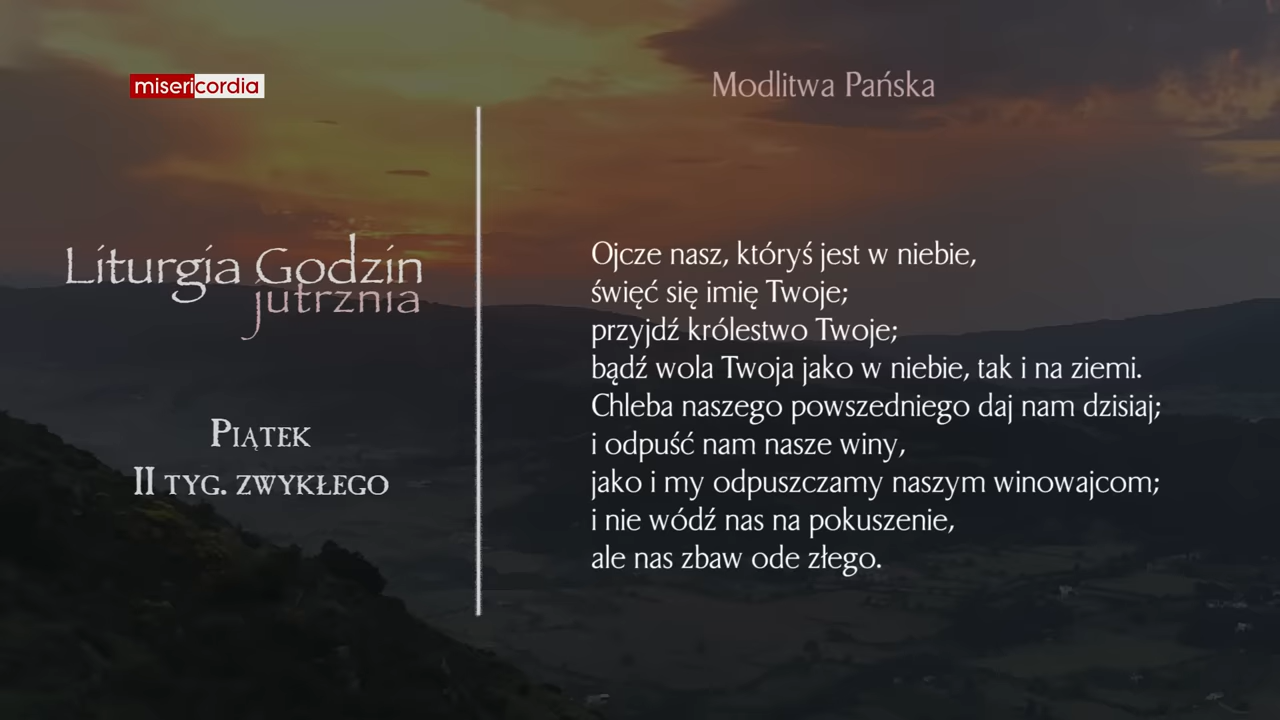 misericordia
Liturgia Godzin
jutrznia
Piątek
II tyg. zwykłego
Modlitwa Pańska
Ojcze nasz, któryś jest w niebie,
święć się imię Twoje;
przyjdź królestwo Twoje;
bądź wola Twoja jako w niebie, tak i na ziemi.
Chleba naszego powszedniego daj nam dzisiaj;
i odpuść nam nasze winy,
jako i my odpuszczamy naszym winowajcom;
i nie wódź nas na pokuszenie,
ale nas zbaw ode złego.